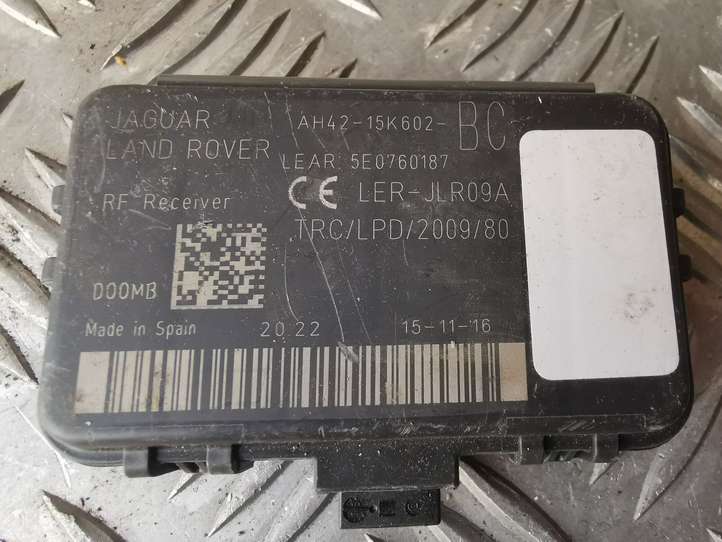 JAGUAR
LAND ROVER
AH42-15K602-BC
LEAR 5E0760187
CE LER-JLR09A
RF Receiver
TRC/LPD/2009/80
D00MB
Made in Spain 20 22 15-11-16